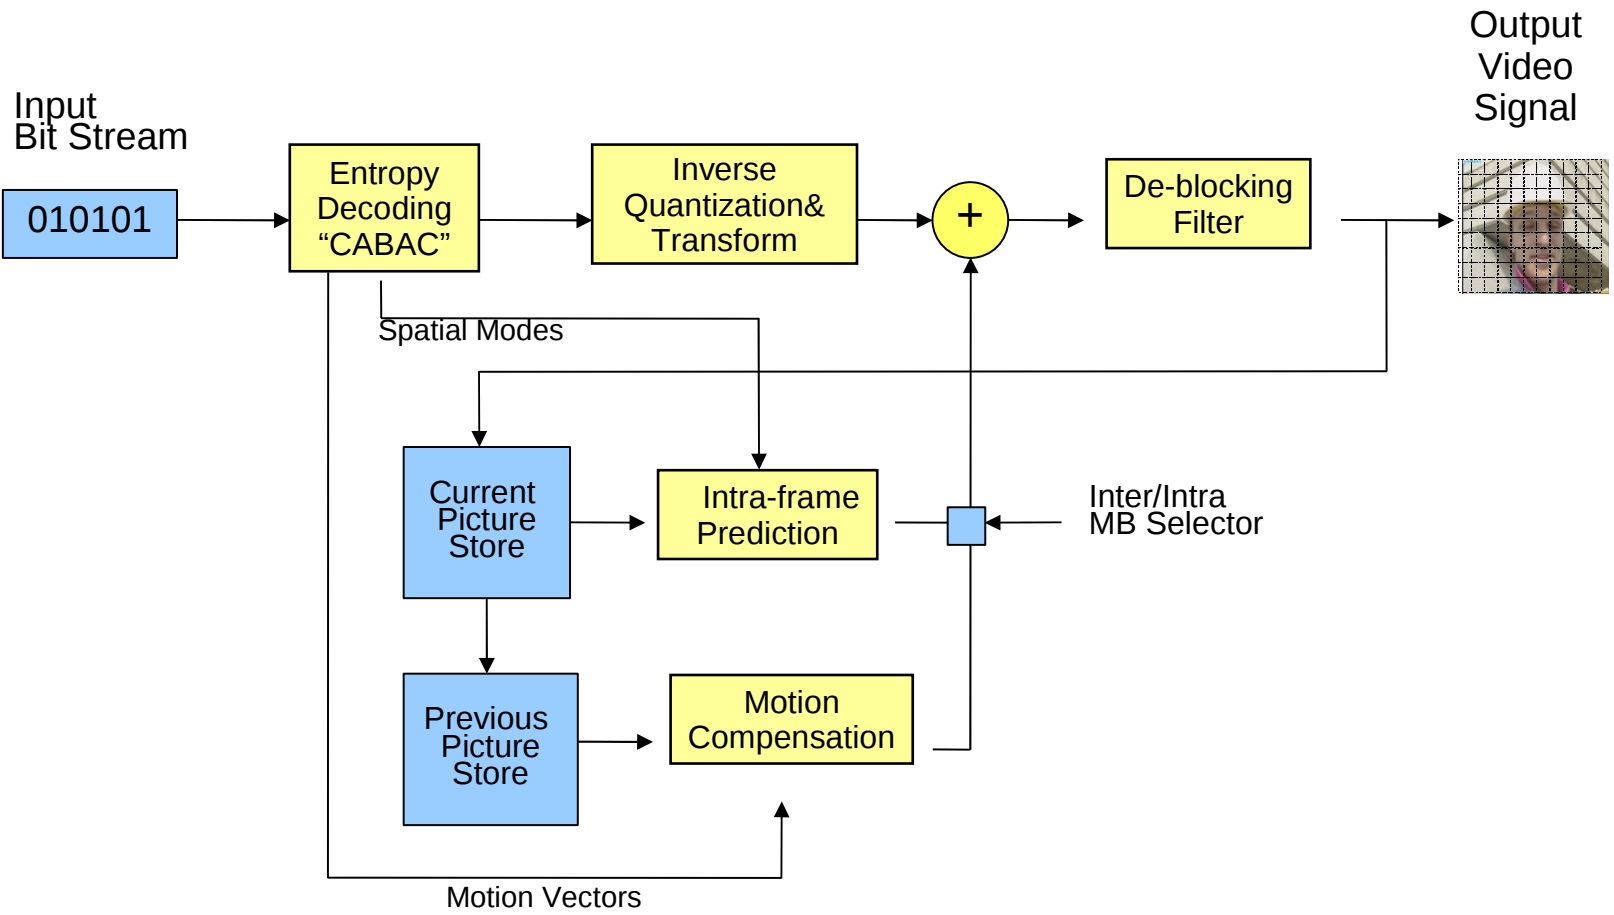 Output
Video
Signal
Input
Bit Stream
010101
Entropy
Decoding
“CABAC”
Inverse
Quantization&
Transform
+
De-blocking
Filter
Spatial Modes
Current
Picture
Store
Intra-frame
Prediction
Inter/Intra
MB Selector
Previous
Picture
Store
Motion
Compensation
Motion Vectors